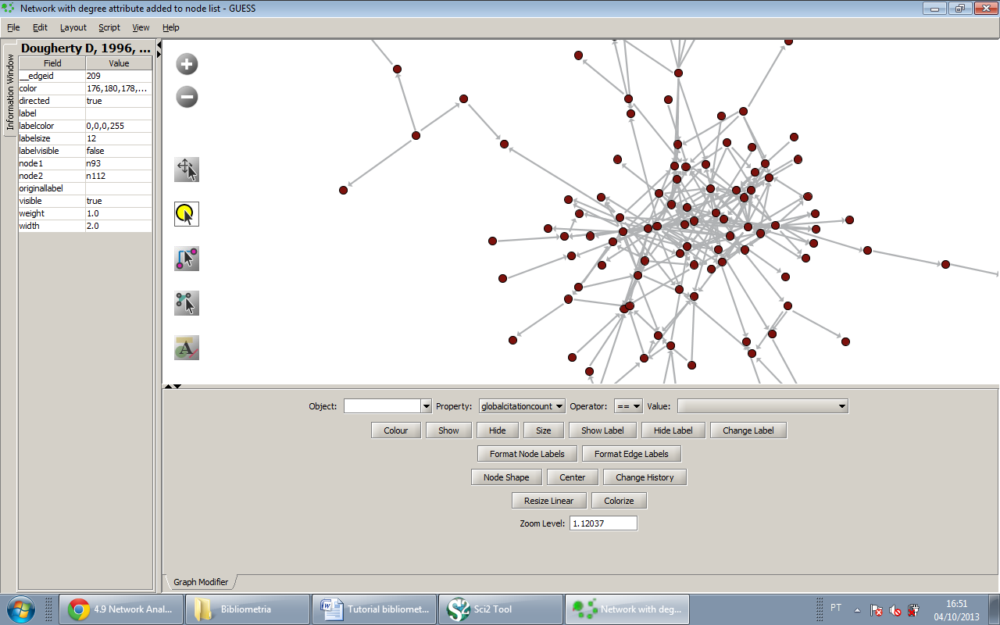 Network with degree attribute added to node list - GUESS
File Edit Layout Script View Help
Information Window
Dougherty D, 1996, ...
Field Value
__edgeid 209
color 176,180,178,...
directed true
label
labelcolor 0,0,0,255
labelsize 12
labelvisible false
node1 n93
node2 n112
originallabel
visible true
weight 1.0
width 2.0
A
Object: Property: globalcitationcount Operator: == Value:
Colour Show Hide Size Show Label Hide Label Change Label
Format Node Labels Format Edge Labels
Node Shape Center Change History
Resize Linear Colorize
Zoom Level: 1.12037
Graph Modifier
4.9 Network Anal... Bibliometria Tutorial bibliomet... Sci2 Tool Network with deg... PT 16:51
04/10/2013